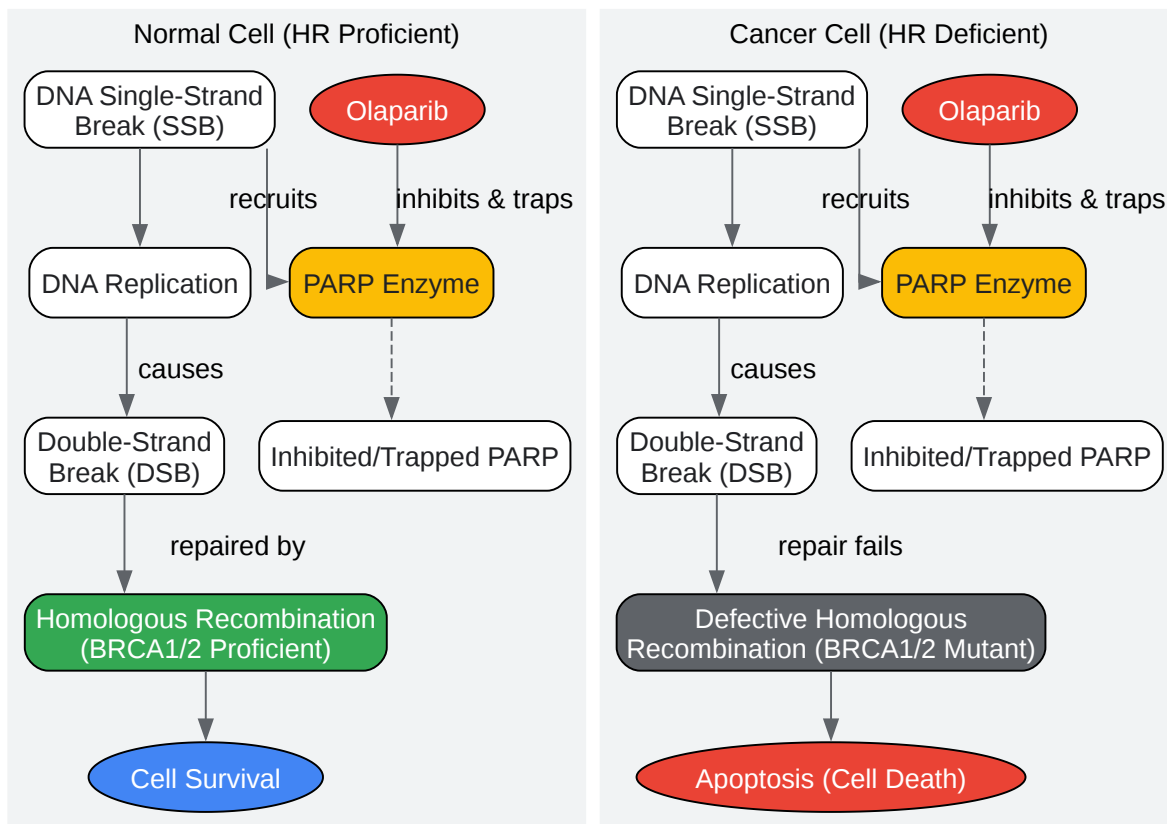 Normal Cell (HR Proficient)
DNA Single-Strand
Break (SSB)
Olaparib
recruits
inhibits & traps
DNA Replication
PARP Enzyme
causes
Double-Strand
Break (DSB)
Inhibited/Trapped PARP
repaired by
Homologous Recombination
(BRCA1/2 Proficient)
Cell Survival
Cancer Cell (HR Deficient)
DNA Single-Strand
Break (SSB)
Olaparib
recruits
inhibits & traps
DNA Replication
PARP Enzyme
causes
Double-Strand
Break (DSB)
Inhibited/Trapped PARP
repair fails
Defective Homologous
Recombination (BRCA1/2 Mutant)
Apoptosis (Cell Death)